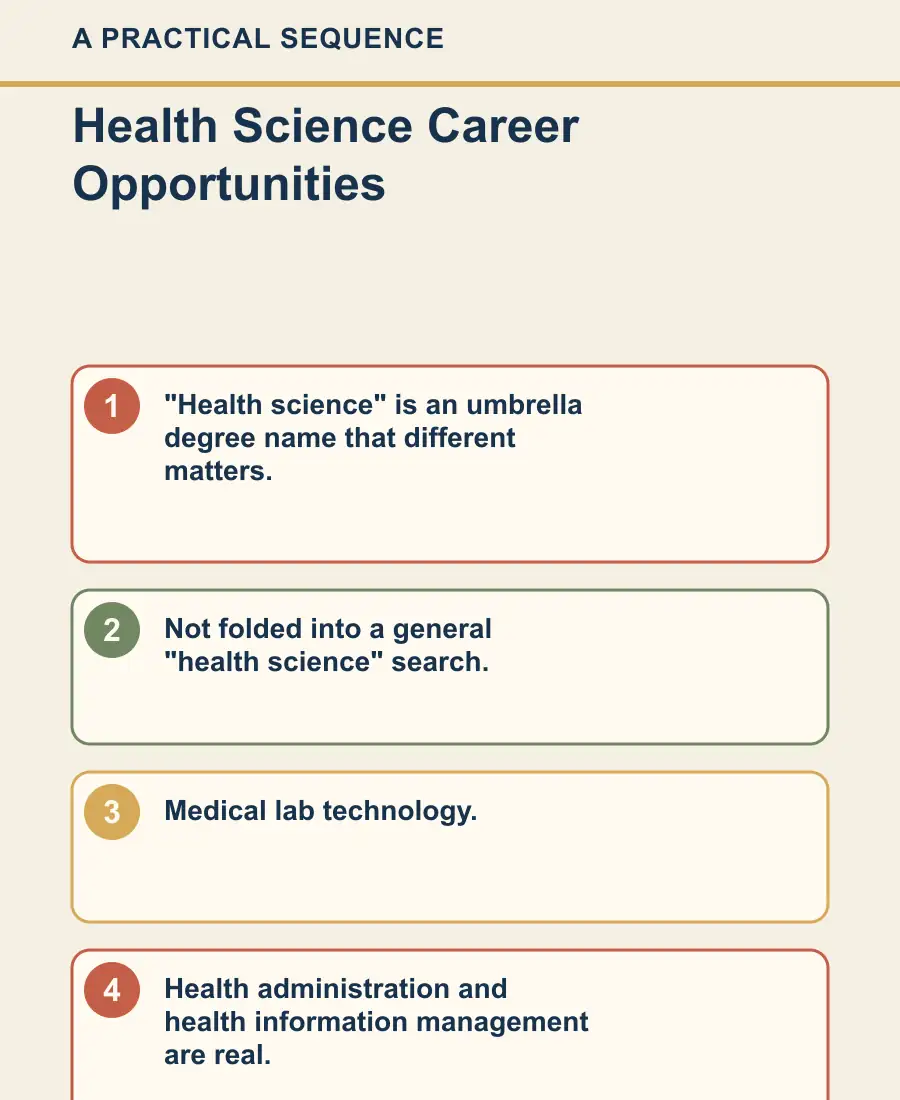 A PRACTICAL SEQUENCE
Health Science Career
Opportunities
1
"Health science" is an umbrella
degree name that different
matters.
2
Not folded into a general
"health science" search.
3
Medical lab technology.
4
Health administration and
health information management
are real.